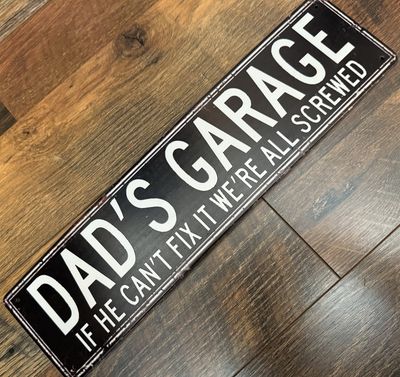 DAD'S GARAGE
IF HE CAN'T FIX IT WE'RE ALL SCREWED